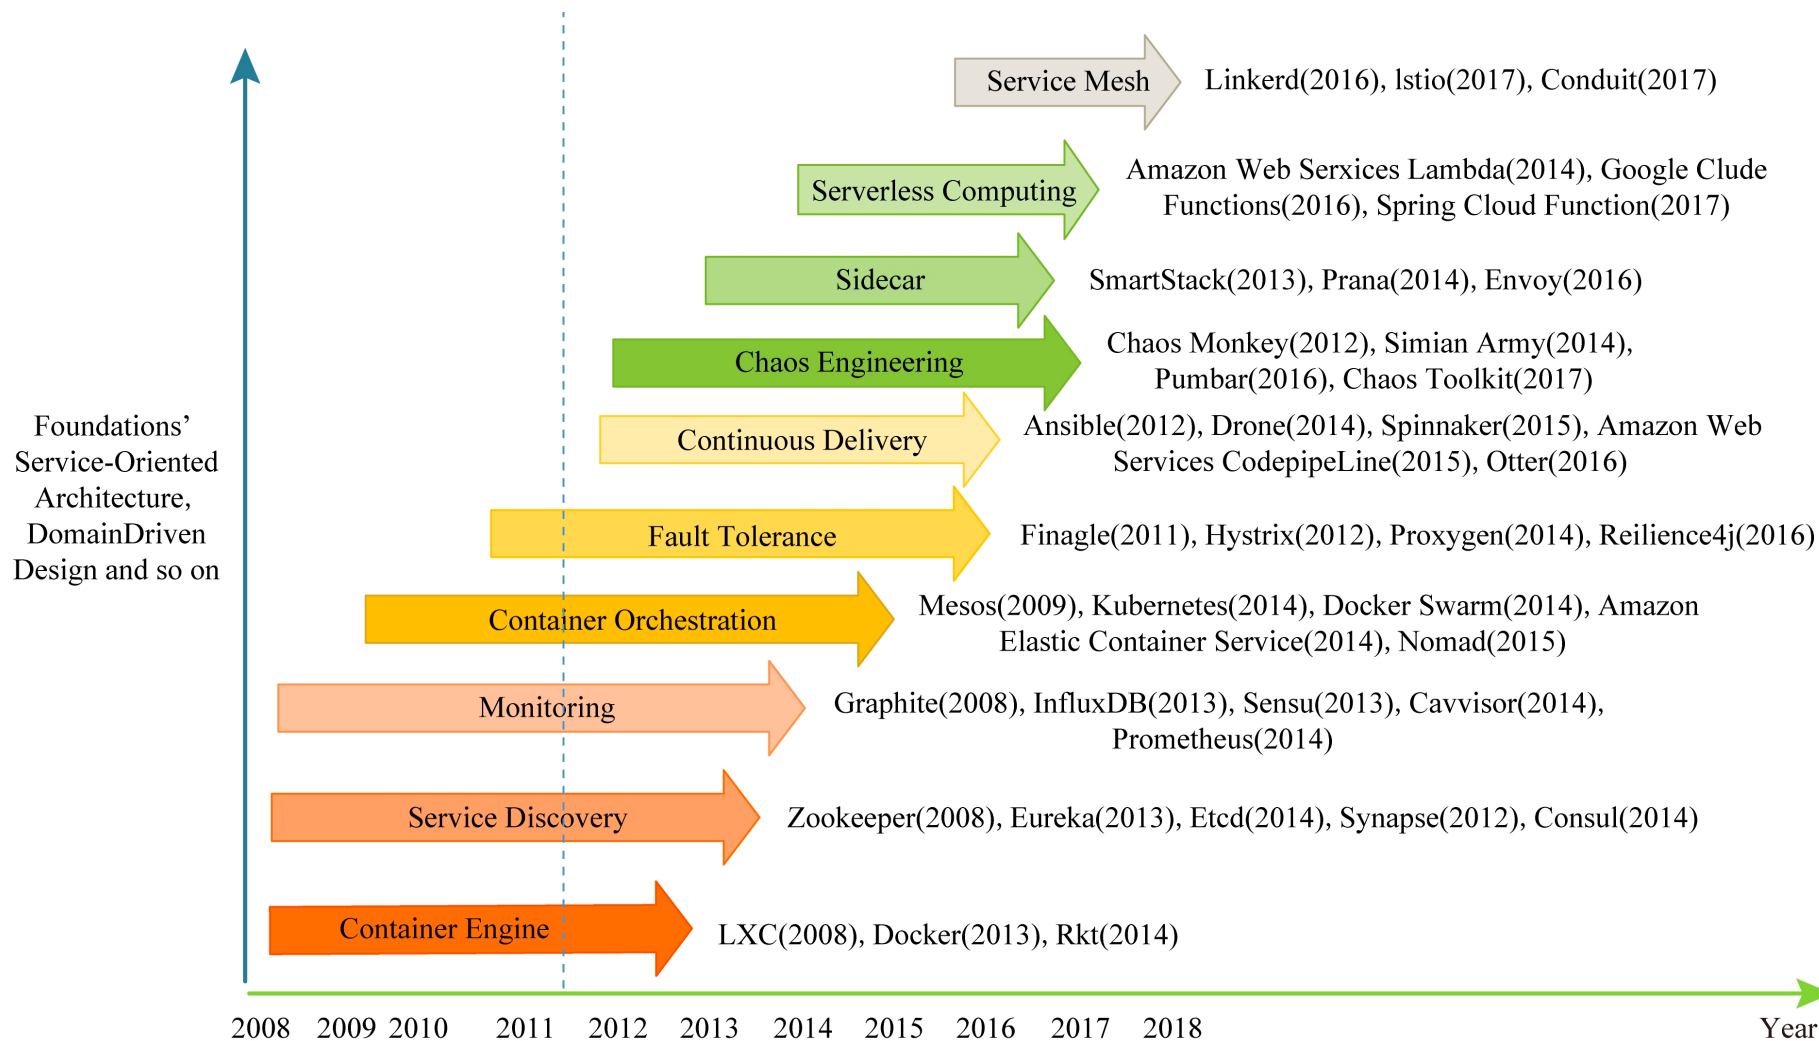 Service Mesh
Linkerd(2016), lstio(2017), Conduit(2017)
Serverless Computing
Amazon Web Serxices Lambda(2014), Google Clude
Functions(2016), Spring Cloud Function(2017)
Sidecar
SmartStack(2013), Prana(2014), Envoy(2016)
Chaos Engineering
Chaos Monkey(2012), Simian Army(2014),
Pumbar(2016), Chaos Toolkit(2017)
Continuous Delivery
Ansible(2012), Drone(2014), Spinnaker(2015), Amazon Web
Services CodepipeLine(2015), Otter(2016)
Foundations’
Service-Oriented
Architecture,
DomainDriven
Design and so on
Fault Tolerance
Finagle(2011), Hystrix(2012), Proxygen(2014), Reilience4j(2016)
Container Orchestration
Mesos(2009), Kubernetes(2014), Docker Swarm(2014), Amazon
Elastic Container Service(2014), Nomad(2015)
Monitoring
Graphite(2008), InfluxDB(2013), Sensu(2013), Cavvisor(2014),
Prometheus(2014)
Service Discovery
Zookeeper(2008), Eureka(2013), Etcd(2014), Synapse(2012), Consul(2014)
Container Engine
LXC(2008), Docker(2013), Rkt(2014)
2008 2009 2010 2011 2012 2013 2014 2015 2016 2017 2018 Year